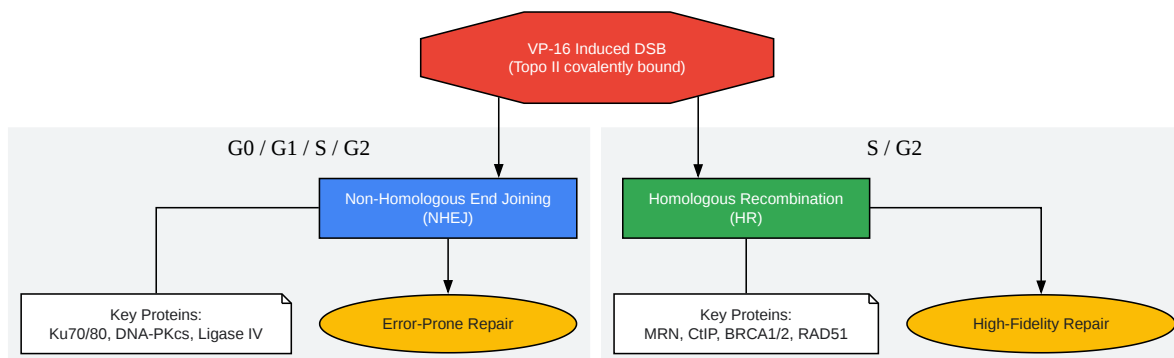 VP-16 Induced DSB
(Topo II covalently bound)
G0 / G1 / S / G2
S / G2
Non-Homologous End Joining
(NHEJ)
Homologous Recombination
(HR)
Key Proteins:
Ku70/80, DNA-PKcs, Ligase IV
Error-Prone Repair
Key Proteins:
MRN, CtIP, BRCA1/2, RAD51
High-Fidelity Repair